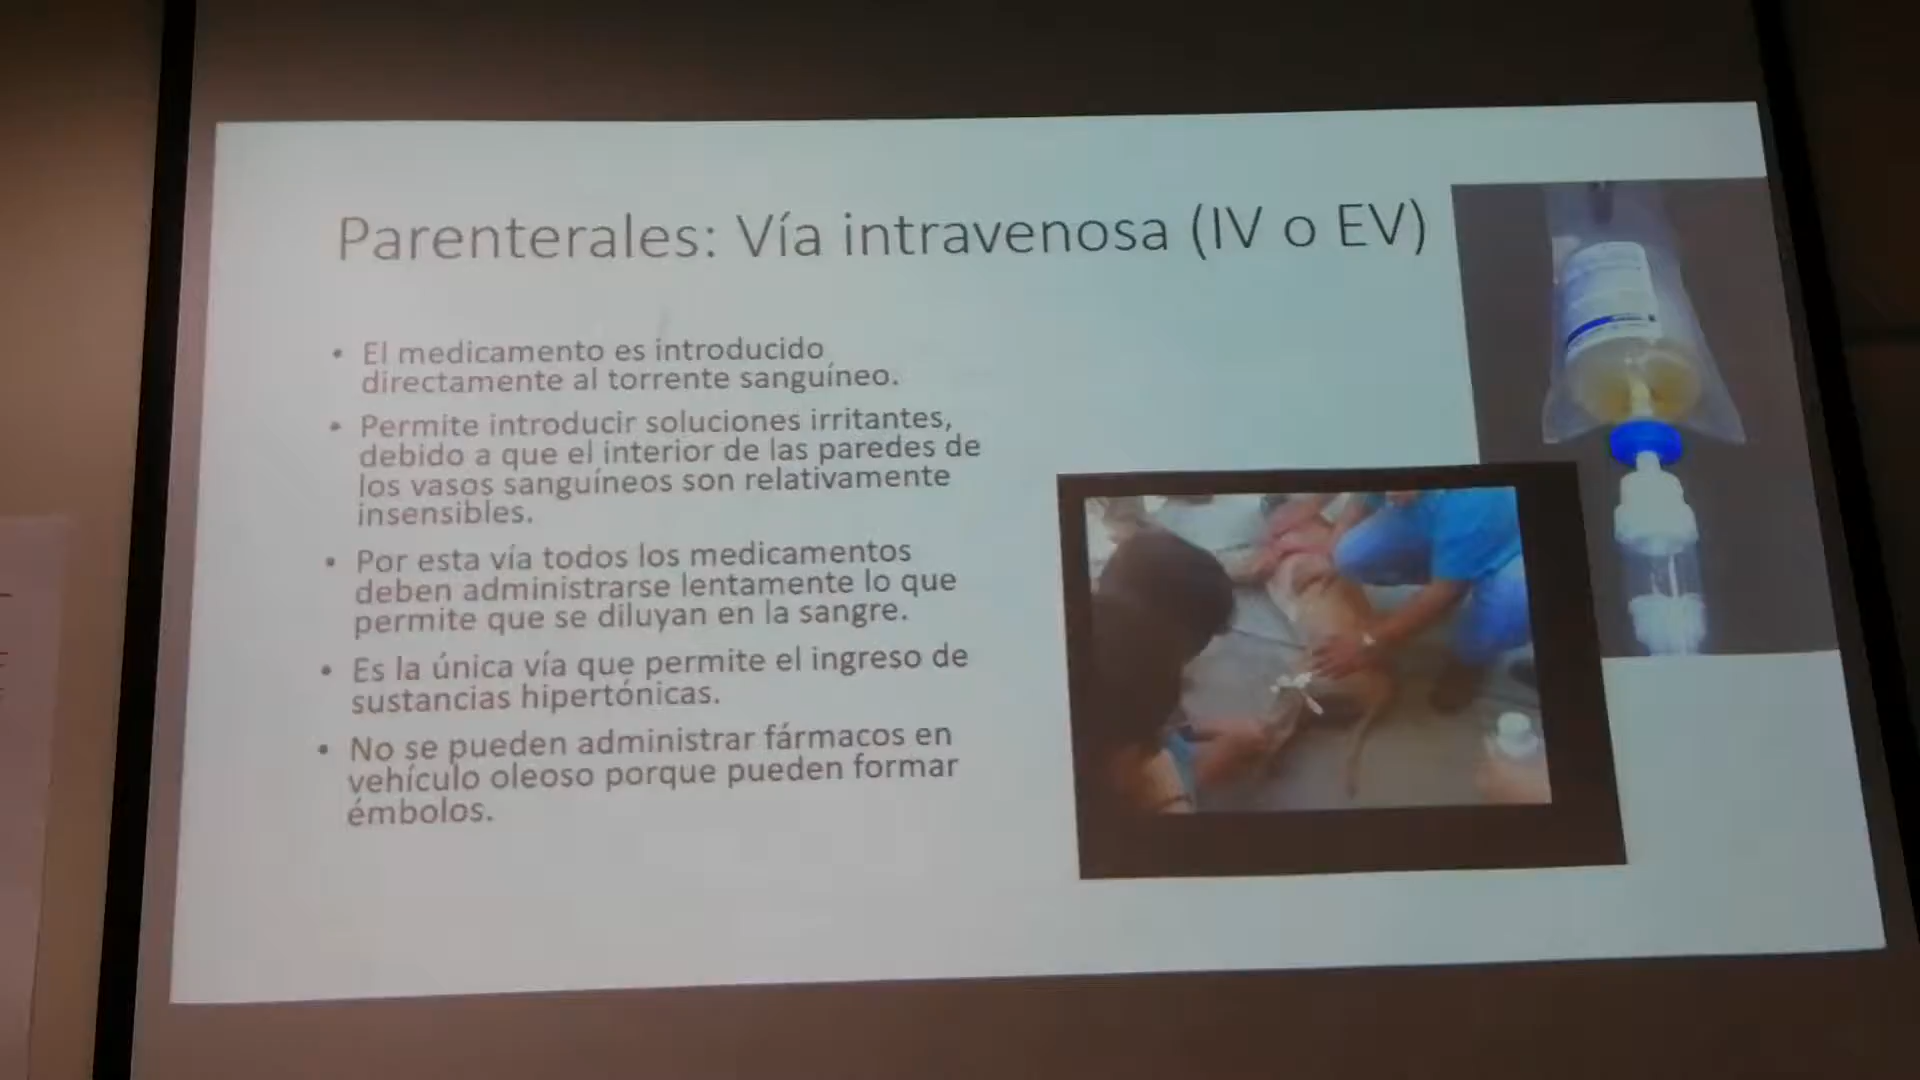 Parenterales: Vía intravenosa (IV o EV)
• El medicamento es introducido
directamente al torrente sanguíneo.
• Permite introducir soluciones irritantes,
debido a que el interior de las paredes de
los vasos sanguíneos son relativamente
insensibles.
• Por esta vía todos los medicamentos
deben administrarse lentamente lo que
permite que se diluyan en la sangre.
• Es la única vía que permite el ingreso de
sustancias hipertónicas.
• No se pueden administrar fármacos en
vehículo oleoso porque pueden formar
émbolos.